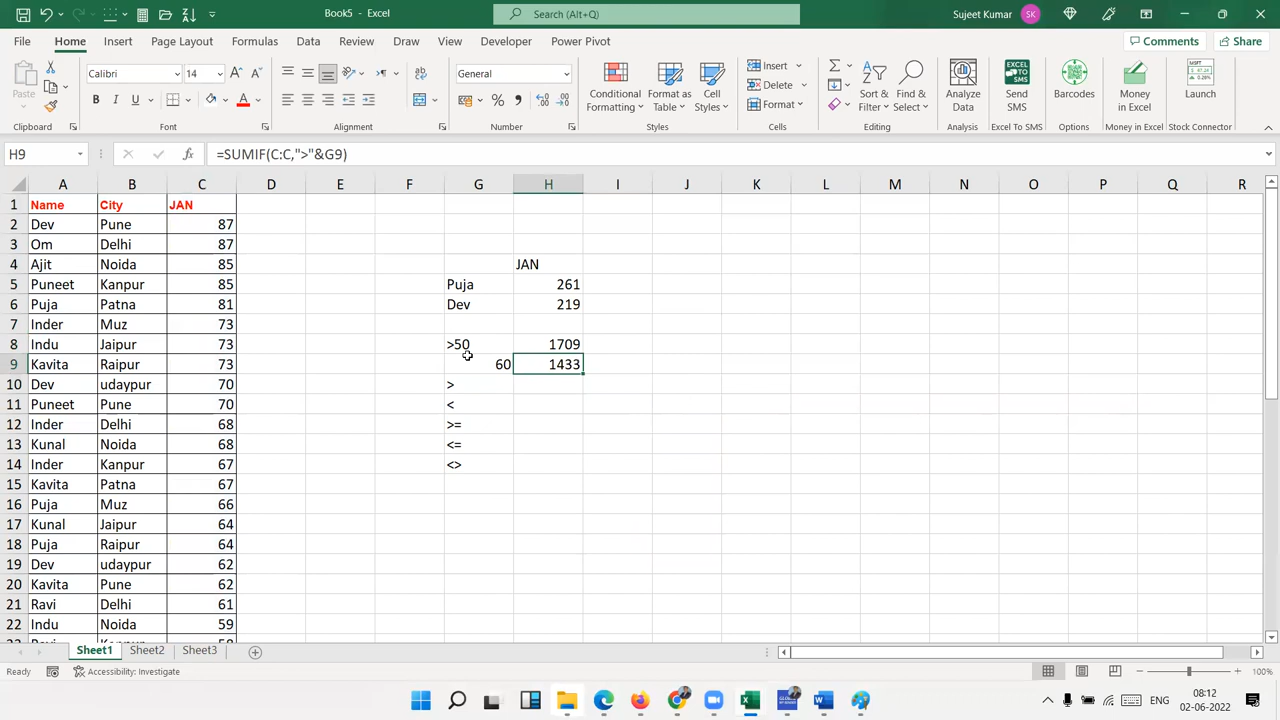 Book5 - Excel
Search (Alt+Q)
Sujeet Kumar
SK
File Home Insert Page Layout Formulas Data Review View Draw Developer Power Pivot
Comments
Share
Paste
Calibri
14
B I U
General
Conditional Formatting
Format as Table
Cell Styles
Insert
Delete
Format
Sort & Filter
Find & Select
Analyze Data
Send SMS
Barcodes
Money in Excel
Launch
Clipboard Font Alignment Number Styles Cells Editing Analysis Excel To SMS Options Money in Excel Stock Connector
H9
fx
=SUMIF(C:C,">"&G9)
A B C D E F G H I J K L M N O P Q R
1 Name City JAN
2 Dev Pune 87
3 Om Delhi 87
4 Ajit Noida 85 JAN
5 Puneet Kanpur 85 Puja 261
6 Puja Patna 81 Dev 219
7 Inder Muz 73
8 Indu Jaipur 73 >50 1709
9 Kavita Raipur 73 60 1433
10 Dev udaypur 70 >
11 Puneet Pune 70 <
12 Inder Delhi 68 >=
13 Kunal Noida 68 <=
14 Inder Kanpur 67 <>
15 Kavita Patna 67
16 Puja Muz 66
17 Kunal Jaipur 64
18 Puja Raipur 64
19 Dev udaypur 62
20 Kavita Pune 62
21 Ravi Delhi 61
22 Indu Noida 59
Sheet1 Sheet2 Sheet3
Ready
Accessibility: Investigate
100%
ENG
08:12
02-06-2022